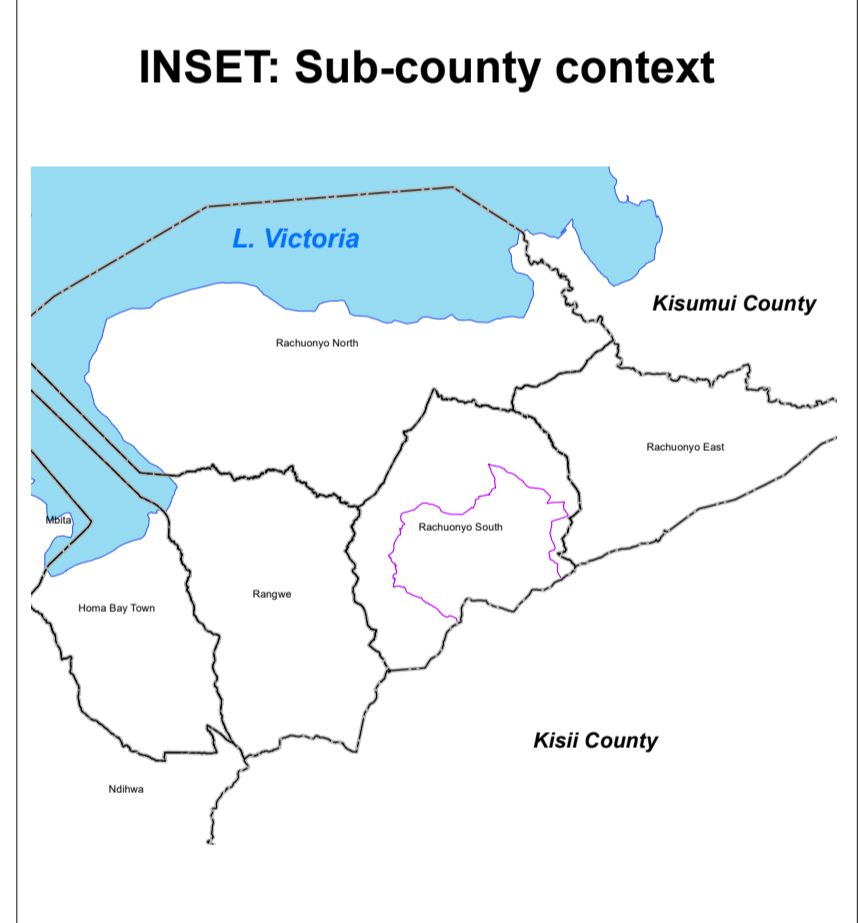 INSET: Sub-county context
L. Victoria
Kisumui County
Rachuonyo North
Rachuonyo East
Mbita
Rachuonyo South
Rangwe
Homa Bay Town
Kisii County
Ndihwa